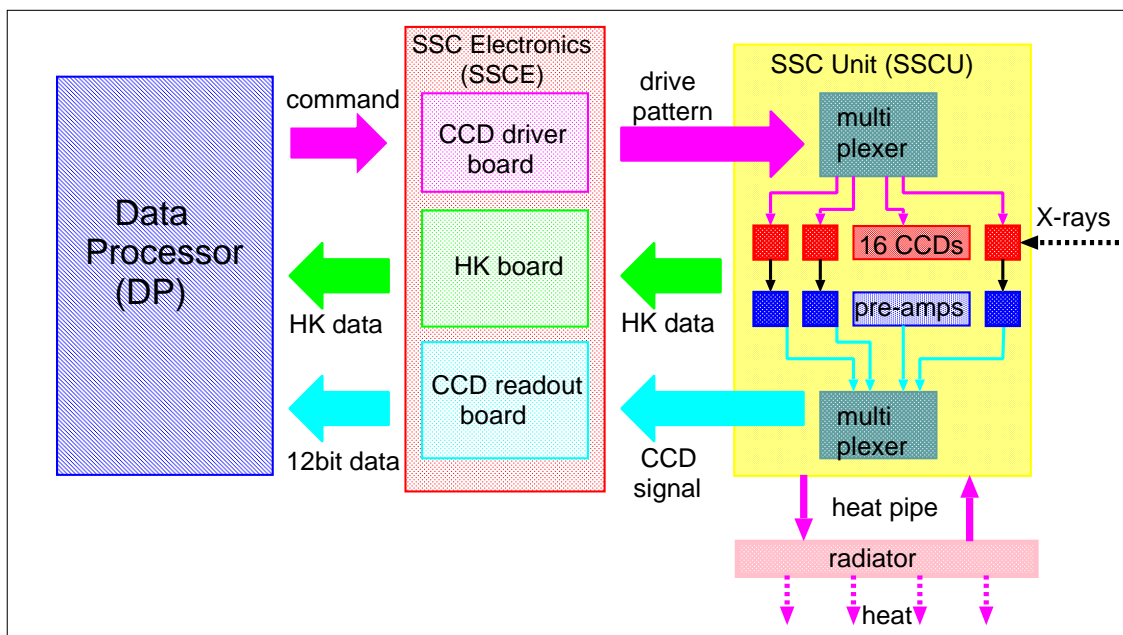 Data
Processor
(DP)
command
HK data
12bit data
SSC Electronics
(SSCE)
CCD driver
board
HK board
CCD readout
board
drive
pattern
HK data
CCD
signal
SSC Unit (SSCU)
multi
plexer
16 CCDs
X-rays
pre-amps
multi
plexer
heat pipe
radiator
heat